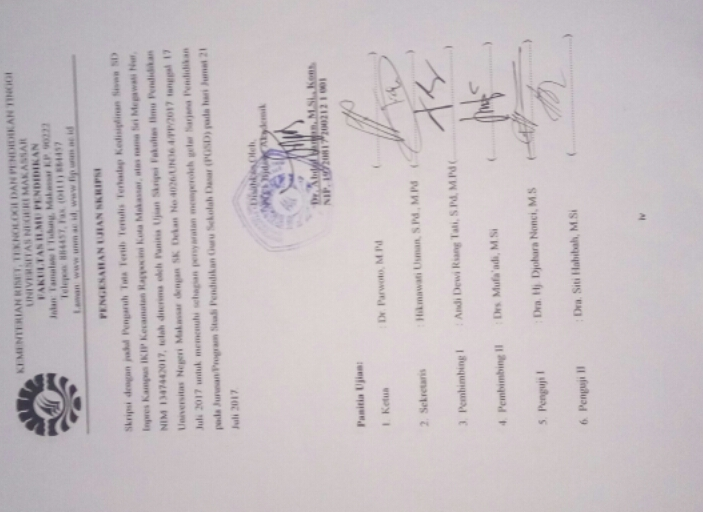 KEMENTERIAN RISET, TEKNOLOGI DAN PENDIDIKAN TINGGI
UNIVERSITAS NEGERI MAKASSAR
FAKULTAS ILMU PENDIDIKAN
Jalan: Tamalate I Tidung, Makassar KP. 90222
Telepon: 884457, Fax. (0411) 884457
Laman: www.unm.ac.id, www.fip.unm.ac.id
PENGESAHAN UJIAN SKRIPSI
Skripsi dengan judul Pengaruh Tata Tertib Tertulis Terhadap Kedisiplinan Siswa SD
Inpres Kampus IKIP Kecamatan Rappocini Kota Makassar, atas nama Sri Megawati Nur,
NIM 1347442017, telah diterima oleh Panitia Ujian Skripsi Fakultas Ilmu Pendidikan
Universitas Negeri Makassar dengan SK Dekan No.4026/UN36.4/PP/2017 tanggal 17
Juli 2017 untuk memenuhi sebagian persyaratan memperoleh gelar Sarjana Pendidikan
pada Jurusan/Program Studi Pendidikan Guru Sekolah Dasar (PGSD) pada hari Jumat 21
Juli 2017.
Disahkan Oleh,
Bidang Akademik
Dr. Abdul M.Si., Kons.
NIP. 200212 1 001
Panitia Ujian:
1. Ketua : Dr. Parwoto, M.Pd (
2. Sekretaris : Hikmawati Usman, S.Pd., M.Pd (
3. Pembimbing I : Andi Dewi Riang Tati, S.Pd, M.Pd (
4. Pembimbing II : Drs. Mufa'adi, M.Si (
5. Penguji I : Dra. Hj. Djohara Nonci, M.S (
6. Penguji II : Dra. Siti Habibah, M.Si (
iv